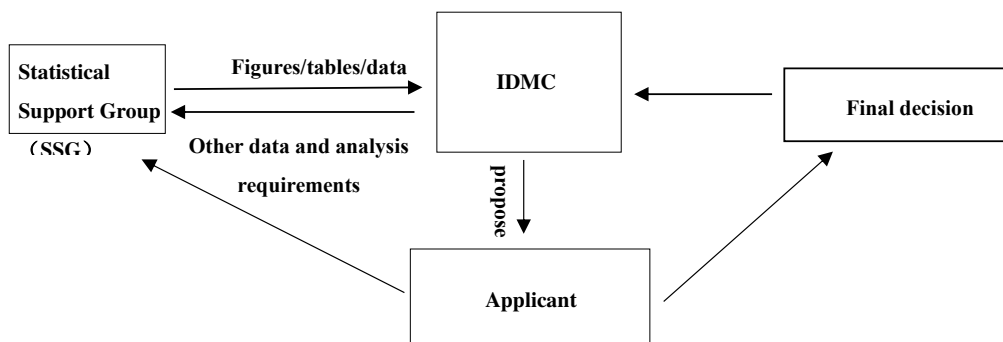 Statistical
Support Group
（SSG）
Figures/tables/data
Other data and analysis
requirements
IDMC
propose
Final decision
Applicant